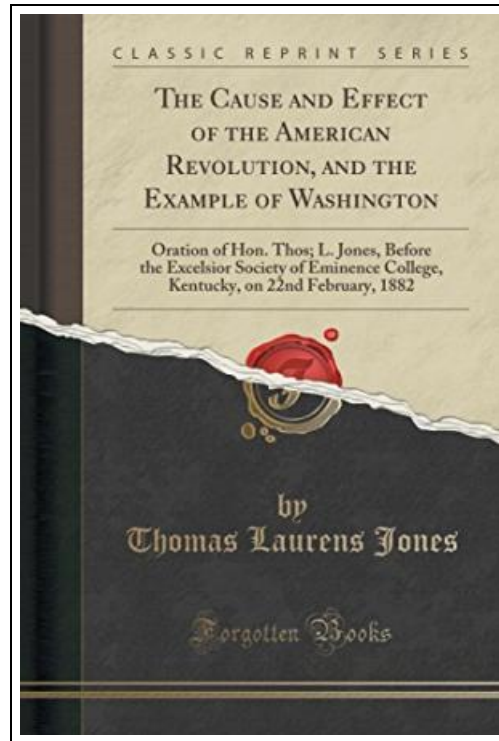 CLASSIC REPRINT SERIES
THE CAUSE AND EFFECT
OF THE AMERICAN
REVOLUTION, AND THE
EXAMPLE OF WASHINGTON
Oration of Hon. Thos; L. Jones, Before
the Excelsior Society of Eminence College,
Kentucky, on 22nd February, 1882
by
Thomas Laurens Jones
Forgotten Books